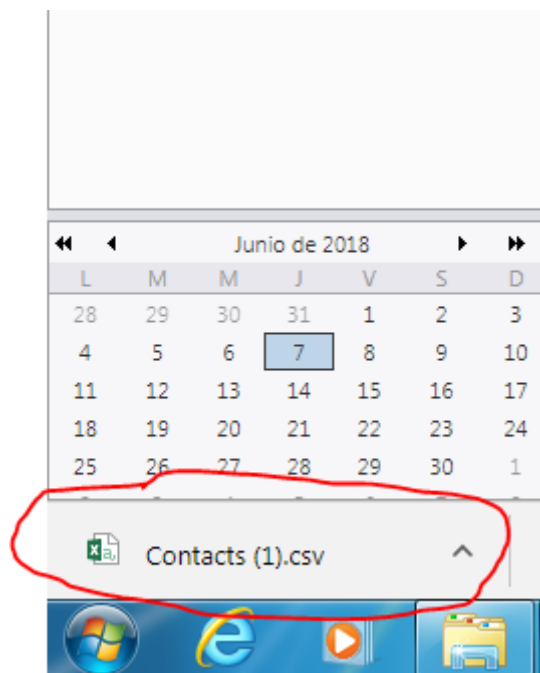 Junio de 2018
L M M J V S D
28 29 30 31 1 2 3
4 5 6 7 8 9 10
11 12 13 14 15 16 17
18 19 20 21 22 23 24
25 26 27 28 29 30 1
Contacts (1).csv